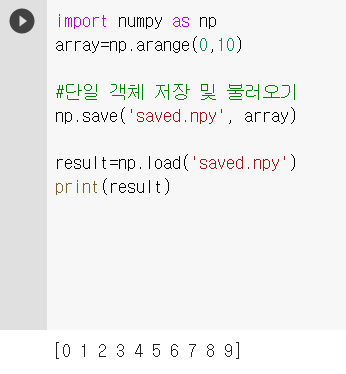 import numpy as np
array=np.arange(0,10)
#단일 객체 저장 및 불러오기
np.save('saved.npy', array)
result=np.load('saved.npy')
print(result)
[0 1 2 3 4 5 6 7 8 9]